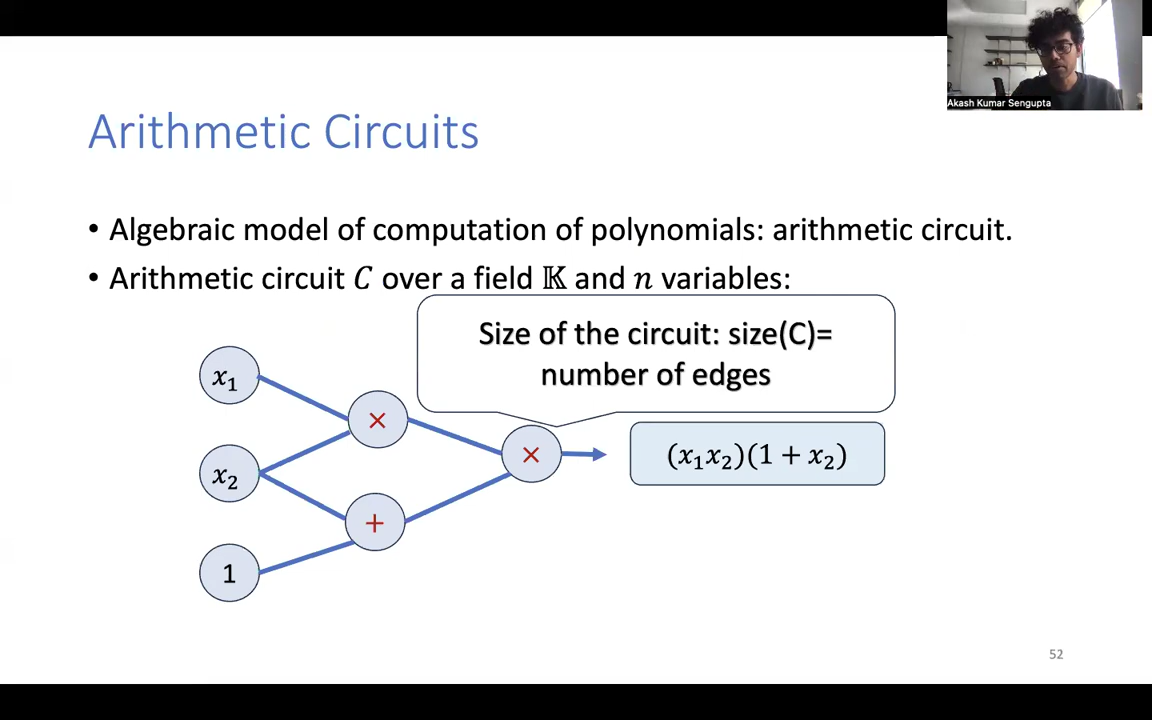 Akash Kumar Sengupta
Arithmetic Circuits
• Algebraic model of computation of polynomials: arithmetic circuit.
• Arithmetic circuit 𝐶 over a field 𝕂 and 𝑛 variables:
Size of the circuit: size(C)=
number of edges
𝑥₁
×
𝑥₂
×
(𝑥₁𝑥₂)(1 + 𝑥₂)
+
1
52